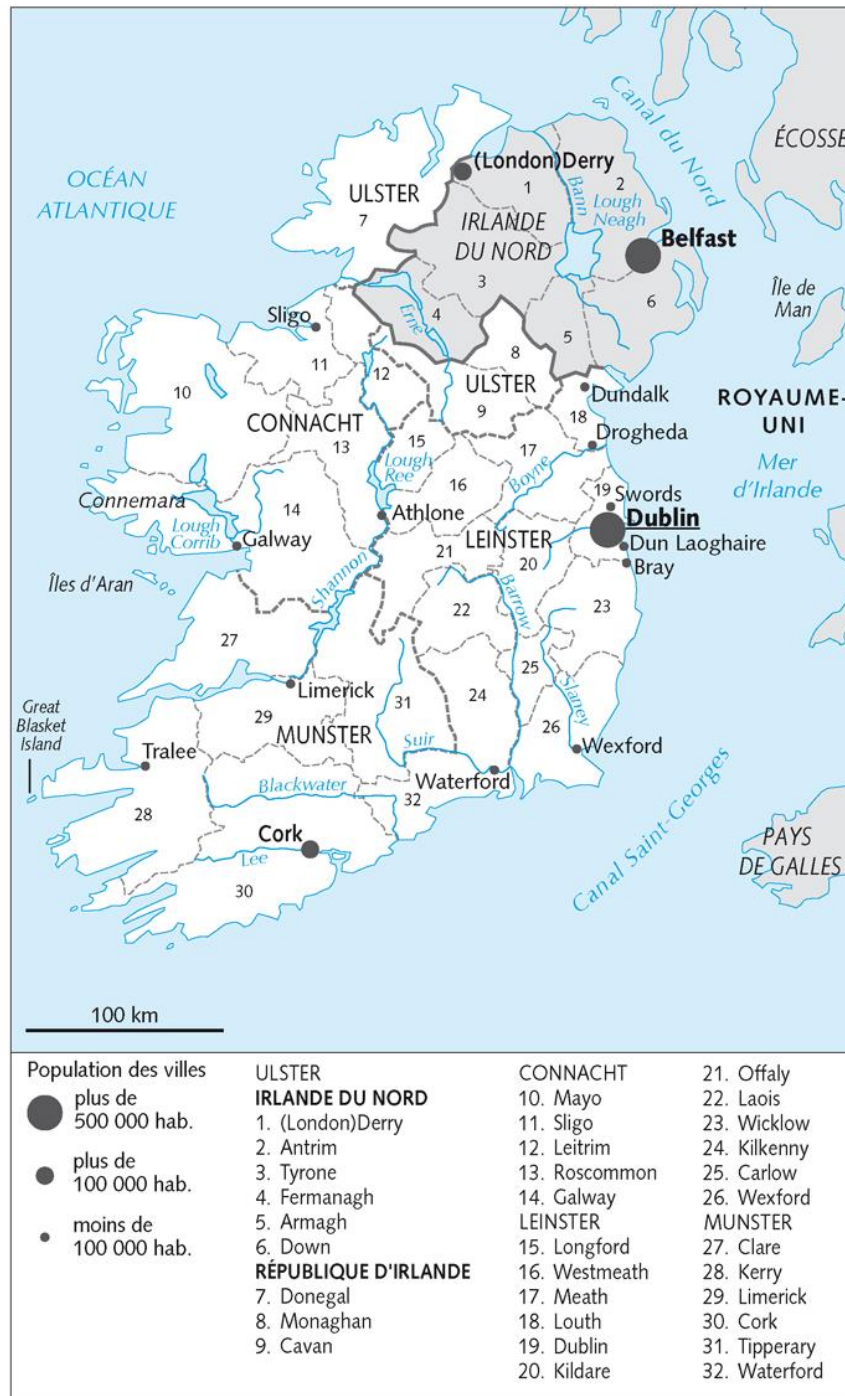 Canal du Nord
ÉCOSSE
(London)Derry
OCÉAN
ATLANTIQUE
ULSTER
7
1
Bann
2
Lough
Neagh
IRLANDE
DU NORD
Belfast
3
6
Île de
Man
Erne
4
5
Sligo
8
11
12
ULSTER
9
Dundalk
10
ROYAUME-
UNI
18
CONNACHT
13
15
17
Drogheda
Lough
Ree
16
Boyne
Mer
d'Irlande
Connemara
14
19
Swords
Athlone
Dublin
Lough
Corrib
Galway
LEINSTER
Dun Laoghaire
21
20
Bray
Îles d'Aran
Shannon
22
Barrow
23
27
25
Limerick
24
Slaney
29
31
26
Great
Blasket
Island
MUNSTER
Tralee
Suir
Wexford
Waterford
Blackwater
32
28
Cork
Lee
30
Canal Saint-Georges
PAYS
DE GALLES
100 km
Population des villes
plus de
500 000 hab.
plus de
100 000 hab.
moins de
100 000 hab.
ULSTER
IRLANDE DU NORD
1. (London)Derry
2. Antrim
3. Tyrone
4. Fermanagh
5. Armagh
6. Down
RÉPUBLIQUE D'IRLANDE
7. Donegal
8. Monaghan
9. Cavan
CONNACHT
10. Mayo
11. Sligo
12. Leitrim
13. Roscommon
14. Galway
LEINSTER
15. Longford
16. Westmeath
17. Meath
18. Louth
19. Dublin
20. Kildare
21. Offaly
22. Laois
23. Wicklow
24. Kilkenny
25. Carlow
26. Wexford
MUNSTER
27. Clare
28. Kerry
29. Limerick
30. Cork
31. Tipperary
32. Waterford